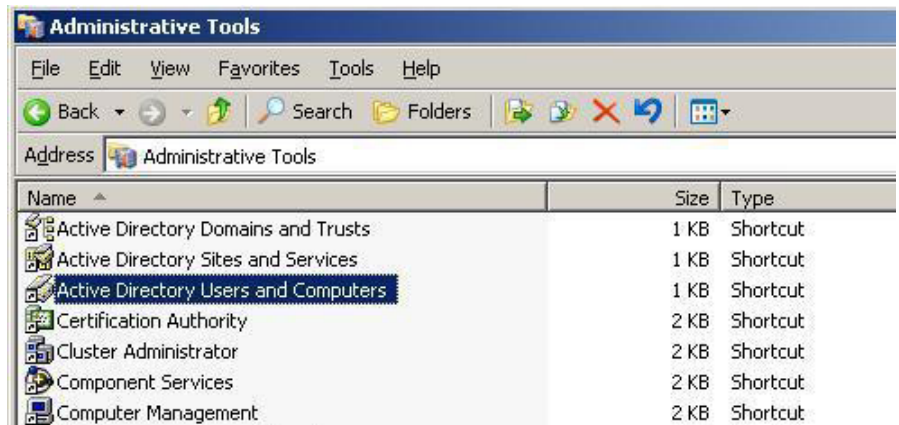 Administrative Tools
File Edit View Favorites Tools Help
Back Search Folders
Address Administrative Tools
Name Size Type
Active Directory Domains and Trusts 1 KB Shortcut
Active Directory Sites and Services 1 KB Shortcut
Active Directory Users and Computers 1 KB Shortcut
Certification Authority 2 KB Shortcut
Cluster Administrator 2 KB Shortcut
Component Services 2 KB Shortcut
Computer Management 2 KB Shortcut